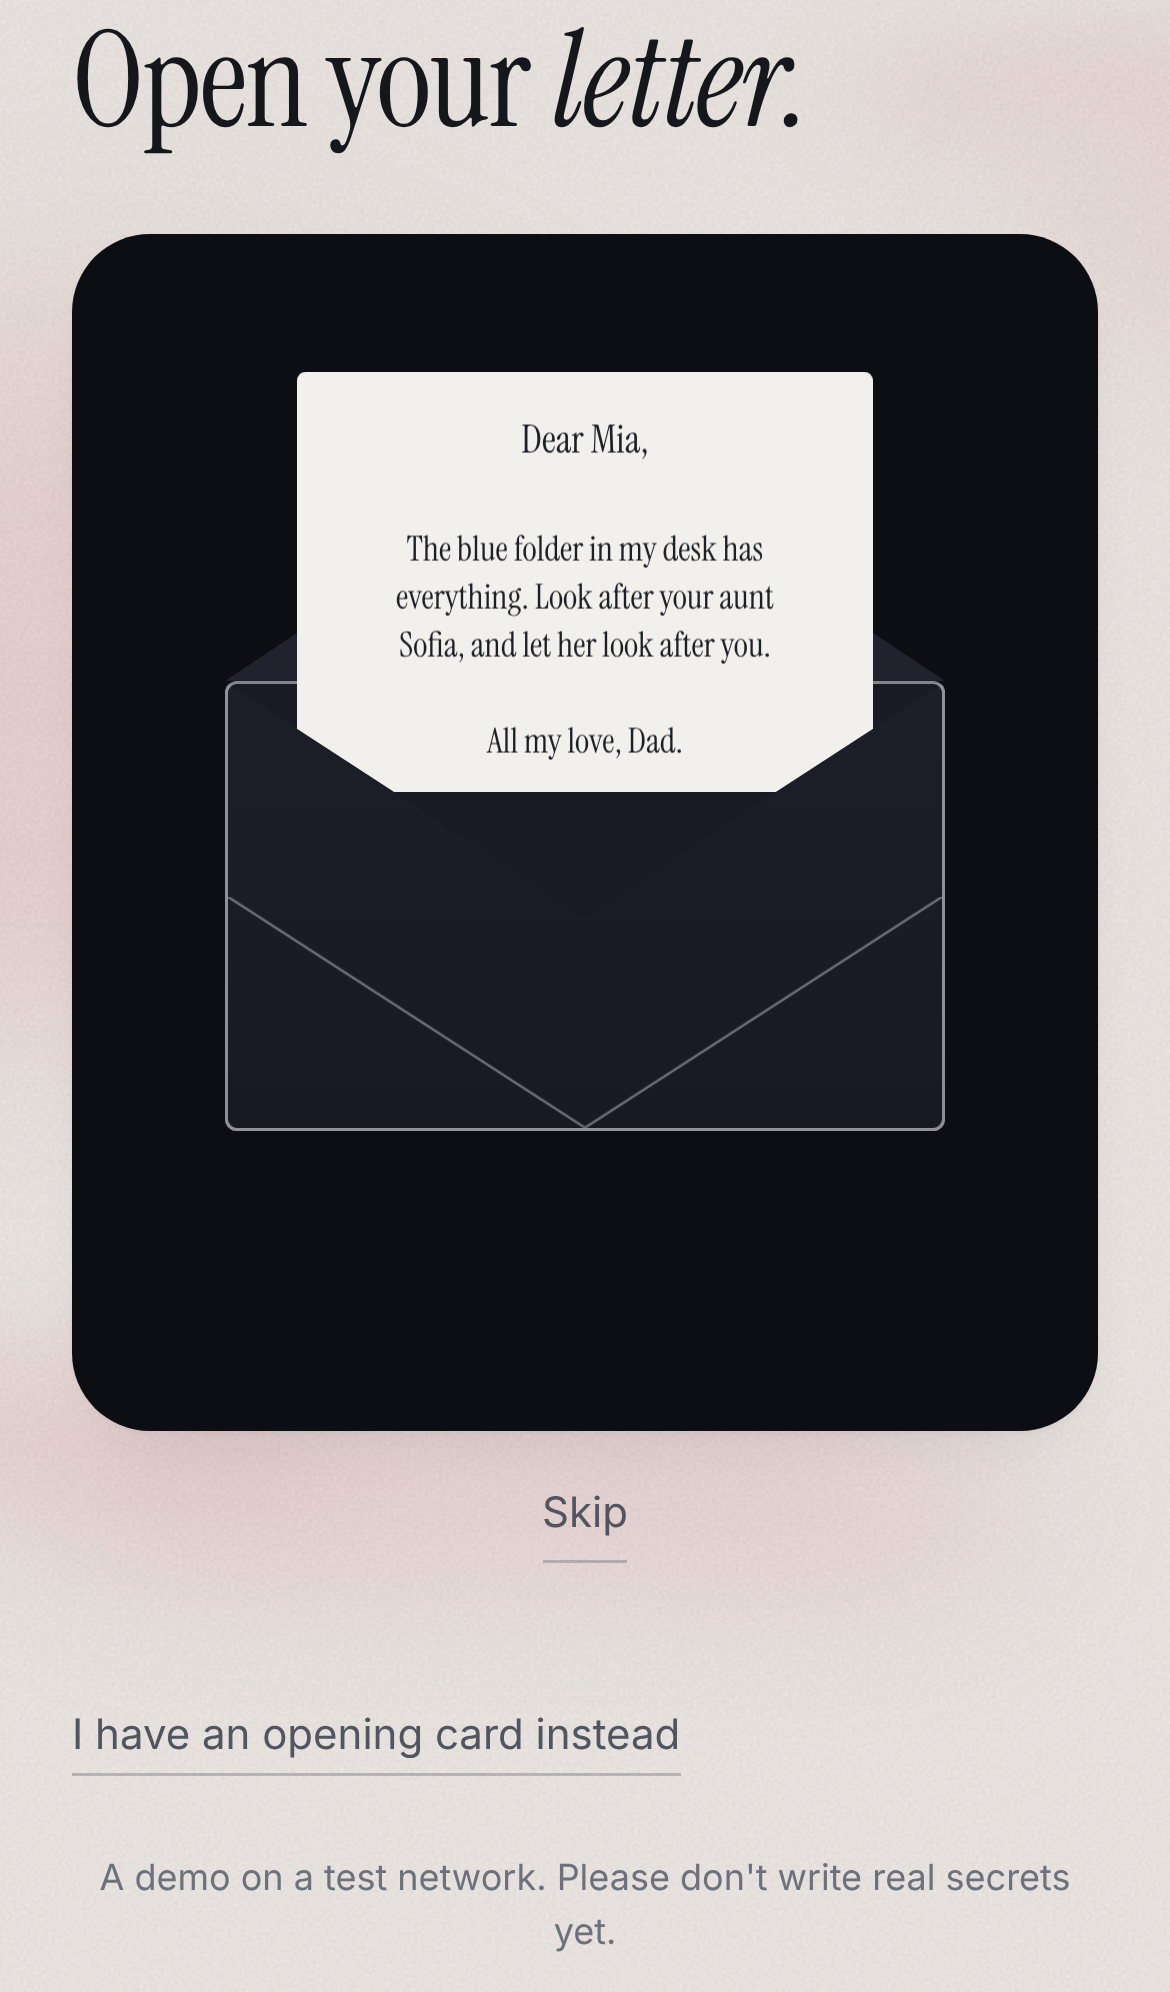 Open your letter.
Dear Mia,
The blue folder in my desk has
everything. Look after your aunt
Sofia, and let her look after you.
All my love, Dad.
Skip
I have an opening card instead
A demo on a test network. Please don't write real secrets
yet.